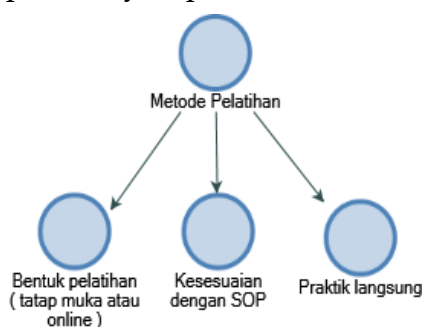 Metode Pelatihan
Bentuk pelatihan
( tatap muka atau
online )
Kesesuaian
dengan SOP
Praktik langsung